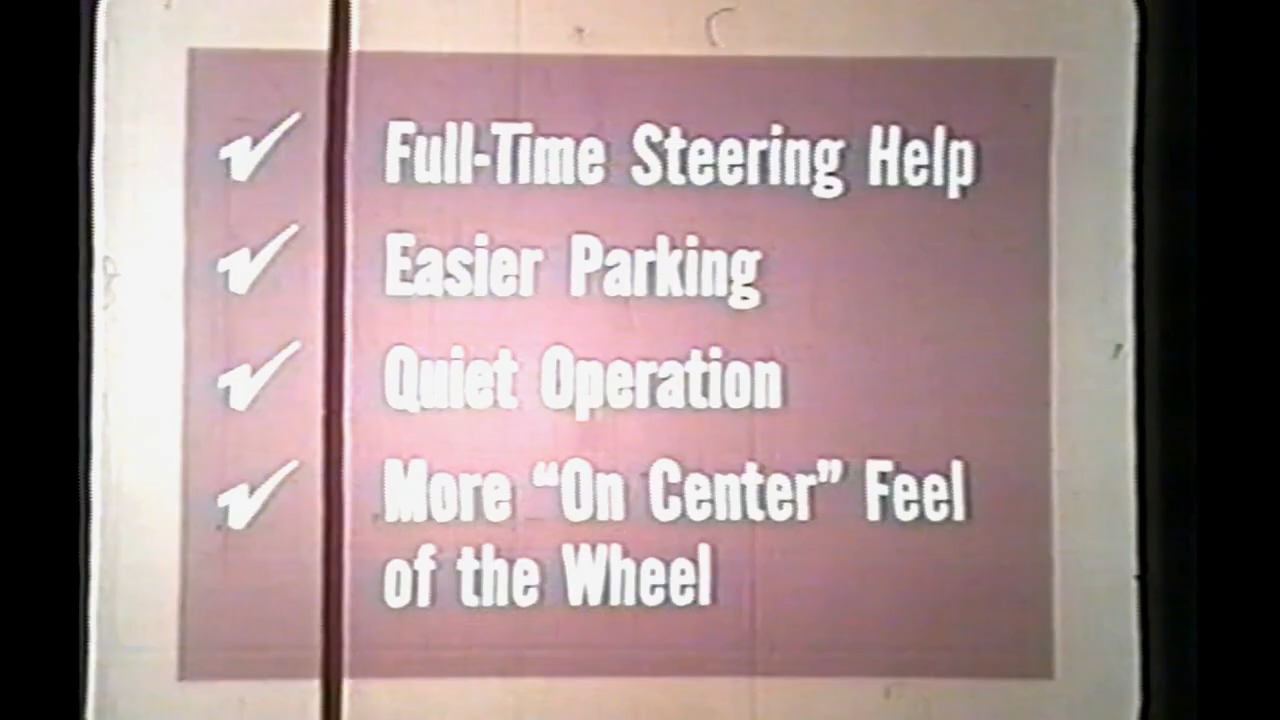 Full-Time Steering Help
Easier Parking
Quiet Operation
More “On Center” Feel
of the Wheel